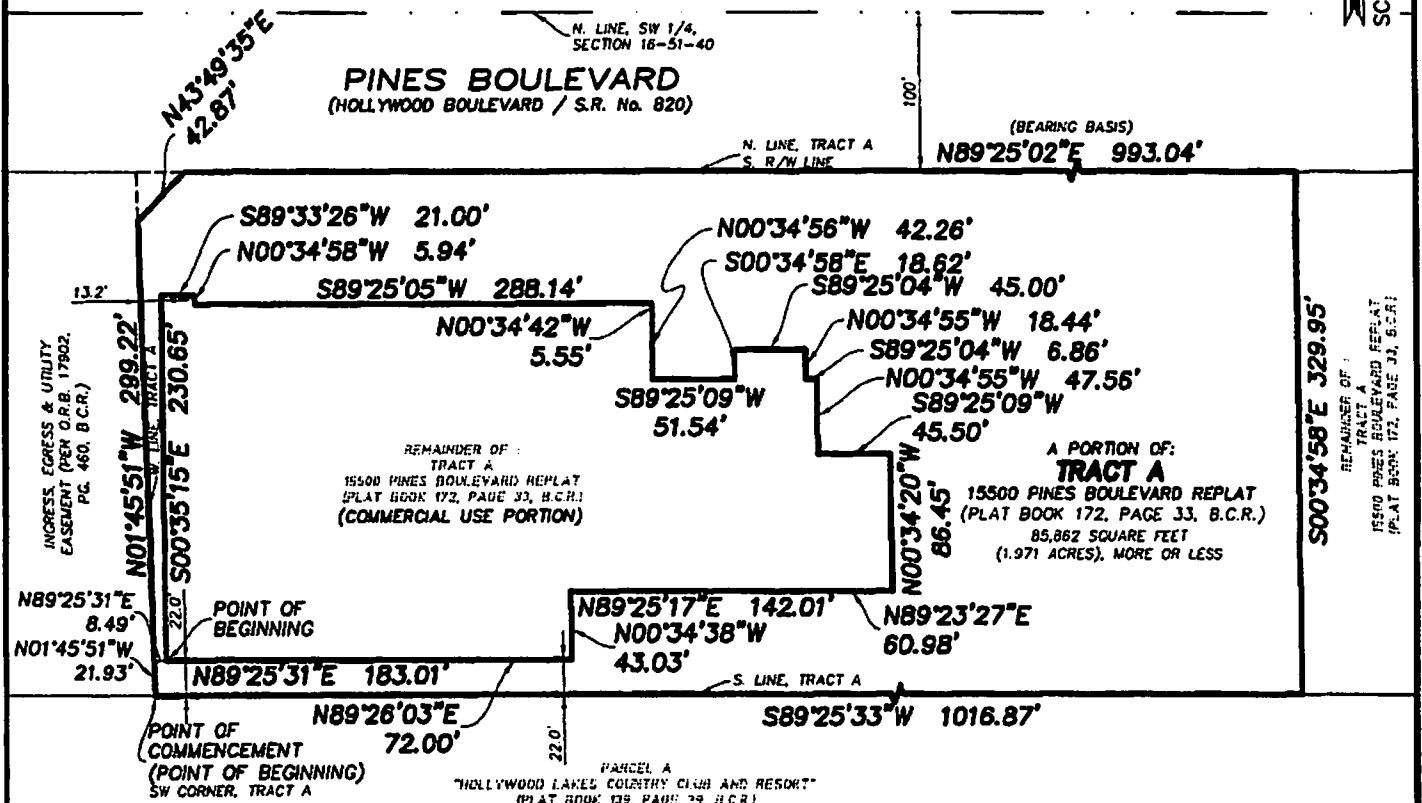 N. LINE, SW 1/4,
SECTION 16-51-40
SC
N43°49'35"E
42.87'
PINES BOULEVARD
(HOLLYWOOD BOULEVARD / S.R. No. 820)
100'
(BEARING BASIS)
N. LINE, TRACT A
S. R/W LINE
N89°25'02"E 993.04'
S89°33'26"W 21.00'
N00°34'58"W 5.94'
N00°34'56"W 42.26'
S00°34'58"E 18.62'
S89°25'05"W 288.14'
S89°25'04"W 45.00'
13.2'
N00°34'42"W
5.55'
N00°34'55"W 18.44'
S89°25'04"W 6.86'
N00°34'55"W 47.56'
S89°25'09"W
51.54'
S89°25'09"W
45.50'
INGRESS, EGRESS & UTILITY
EASEMENT (PER O.R.B. 17902,
PG. 460, B.C.R.)
N01°45'51"W 299.22'
W. LINE, TRACT A
S00°35'15"E 230.65'
REMAINDER OF :
TRACT A
15500 PINES BOULEVARD REPLAT
(PLAT BOOK 172, PAGE 33, B.C.R.)
(COMMERCIAL USE PORTION)
N00°34'20"W
86.45'
A PORTION OF:
TRACT A
15500 PINES BOULEVARD REPLAT
(PLAT BOOK 172, PAGE 33, B.C.R.)
85,862 SQUARE FEET
(1.971 ACRES), MORE OR LESS
S00°34'58"E 329.95'
REMAINDER OF :
TRACT A
15500 PINES BOULEVARD REPLAT
(PLAT BOOK 172, PAGE 33, B.C.R.)
N89°25'31"E
8.49'
N01°45'51"W
21.93'
22.0'
POINT OF
BEGINNING
N89°25'17"E 142.01'
N00°34'38"W
43.03'
N89°23'27"E
60.98'
N89°25'31"E 183.01'
S. LINE, TRACT A
N89°26'03"E
72.00'
S89°25'33"W 1016.87'
22.0'
POINT OF
COMMENCEMENT
(POINT OF BEGINNING)
SW CORNER, TRACT A
PARCEL A
"HOLLYWOOD LAKES COUNTRY CLUB AND RESORT"
(PLAT BOOK 139, PAGE 39, B.C.R.)